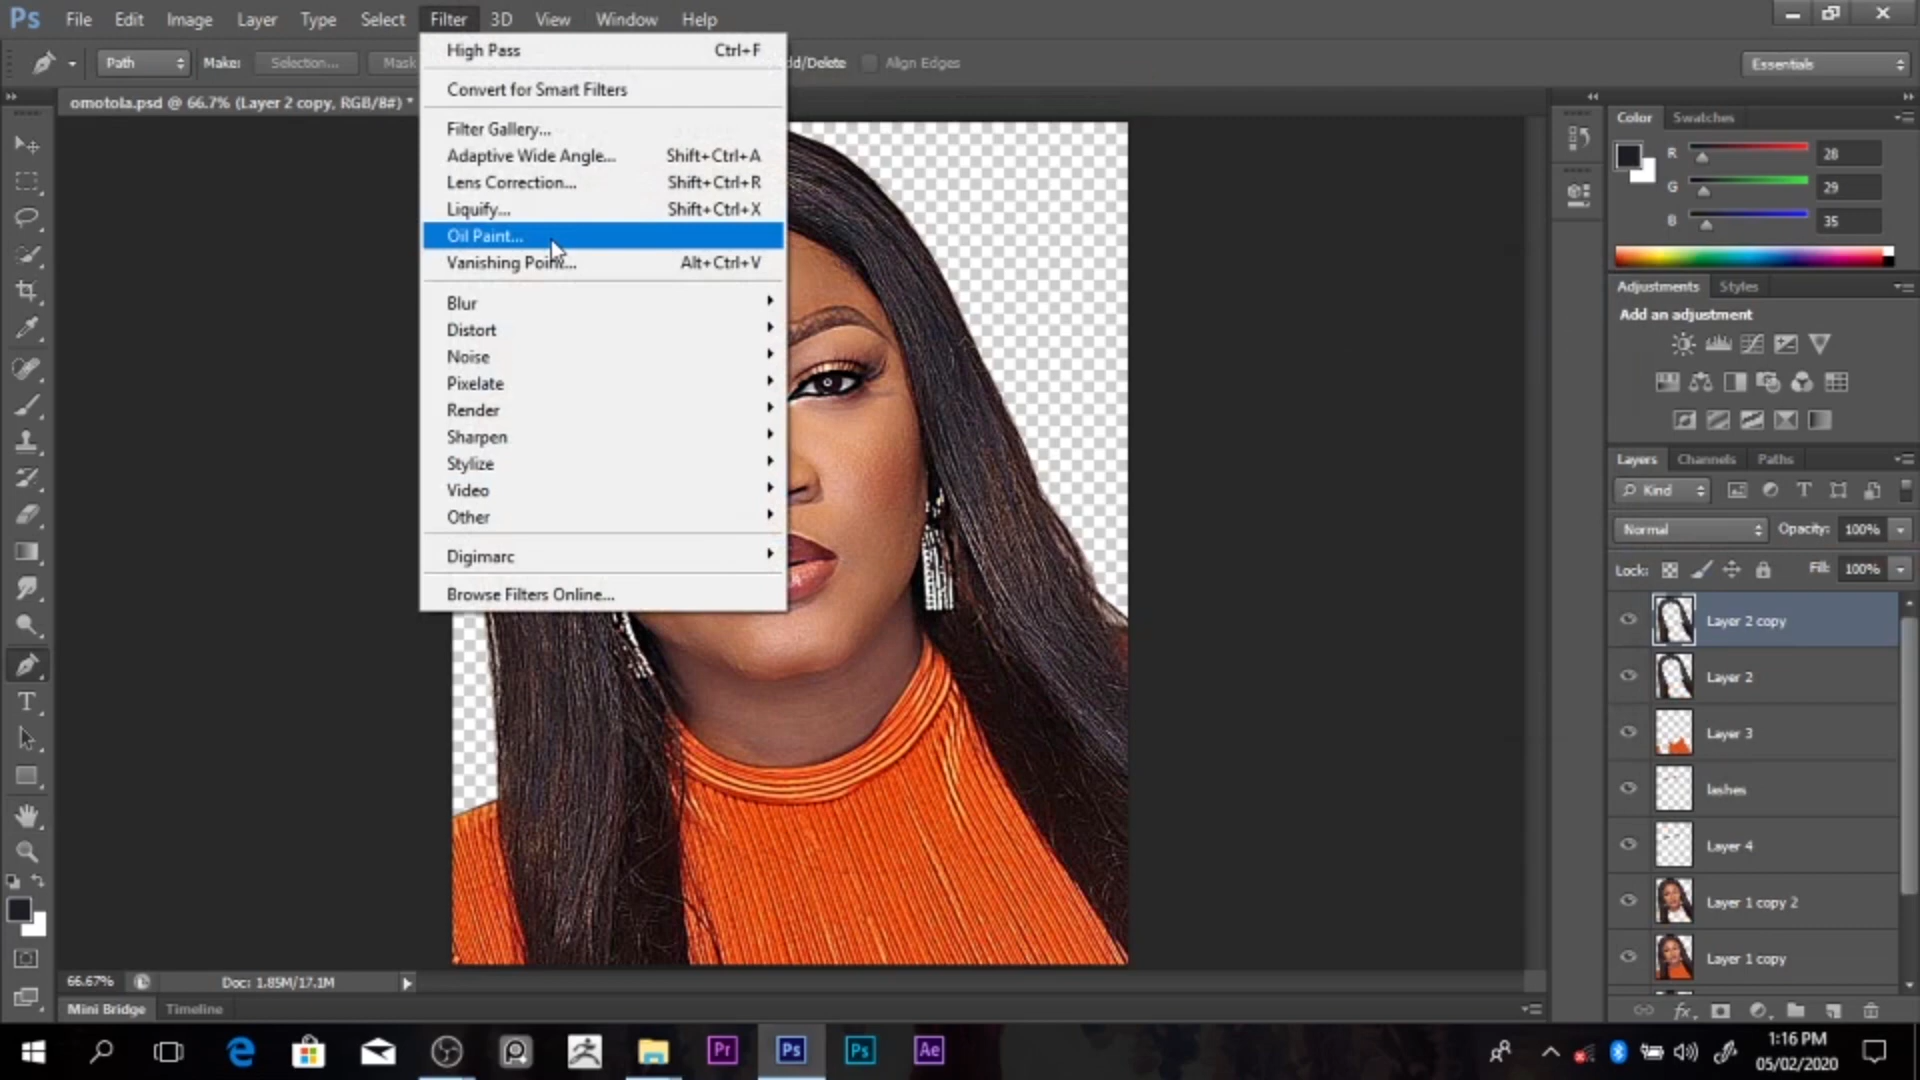 Ps File Edit Image Layer Type Select Filter 3D View Window Help
Path Make: Selection... Mask dd/Delete Align Edges Essentials
omotola.psd @ 66.7% (Layer 2 copy, RGB/8#) *
High Pass Ctrl+F
Convert for Smart Filters
Filter Gallery...
Adaptive Wide Angle... Shift+Ctrl+A
Lens Correction... Shift+Ctrl+R
Liquify... Shift+Ctrl+X
Oil Paint...
Vanishing Point... Alt+Ctrl+V
Blur
Distort
Noise
Pixelate
Render
Sharpen
Stylize
Video
Other
Digimarc
Browse Filters Online...
Color Swatches
R 28
G 29
B 35
Adjustments Styles
Add an adjustment
Layers Channels Paths
Kind
Normal Opacity: 100%
Lock: Fill: 100%
Layer 2 copy
Layer 2
Layer 3
lashes
Layer 4
Layer 1 copy 2
Layer 1 copy
66.67% Doc: 1.85M/17.1M
Mini Bridge Timeline
Pr Ps Ps Ae
1:16 PM
05/02/2020